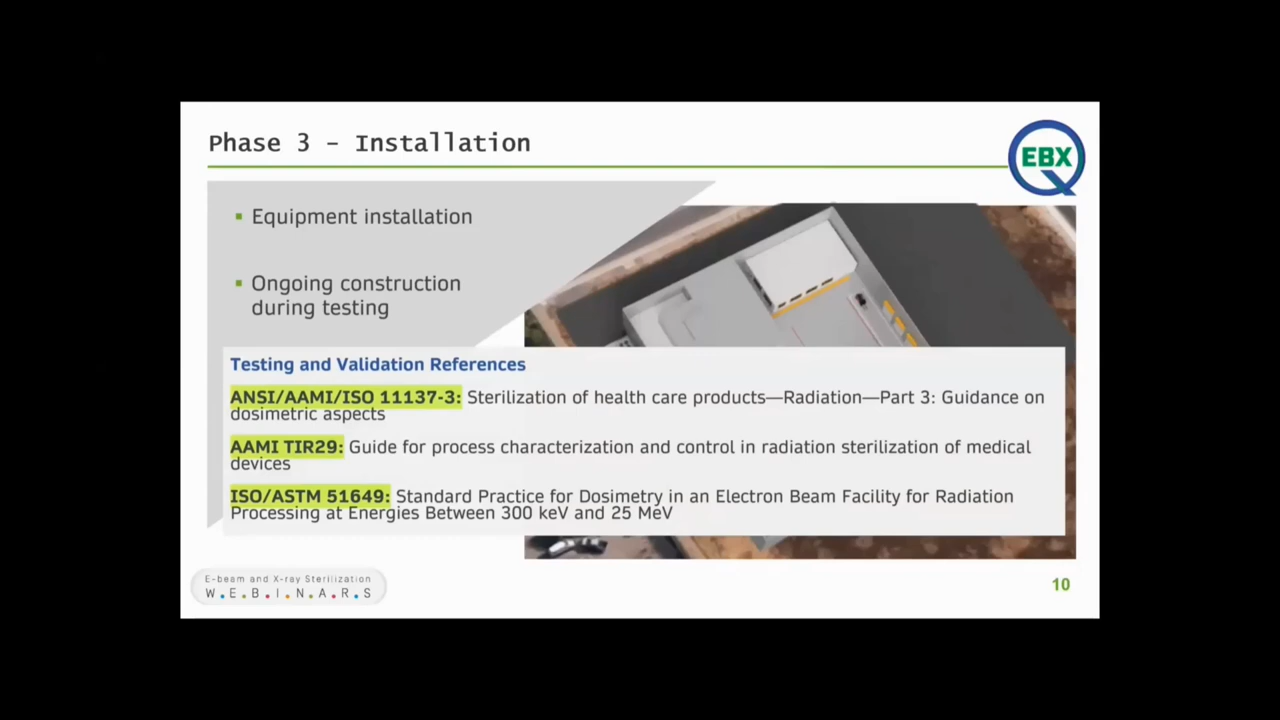 Phase 3 – Installation
EBX
▪ Equipment installation
▪ Ongoing construction
during testing
Testing and Validation References
ANSI/AAMI/ISO 11137-3: Sterilization of health care products—Radiation—Part 3: Guidance on
dosimetric aspects
AAMI TIR29: Guide for process characterization and control in radiation sterilization of medical
devices
ISO/ASTM 51649: Standard Practice for Dosimetry in an Electron Beam Facility for Radiation
Processing at Energies Between 300 keV and 25 MeV
E-beam and X-ray Sterilization
W.E.B.I.N.A.R.S
10